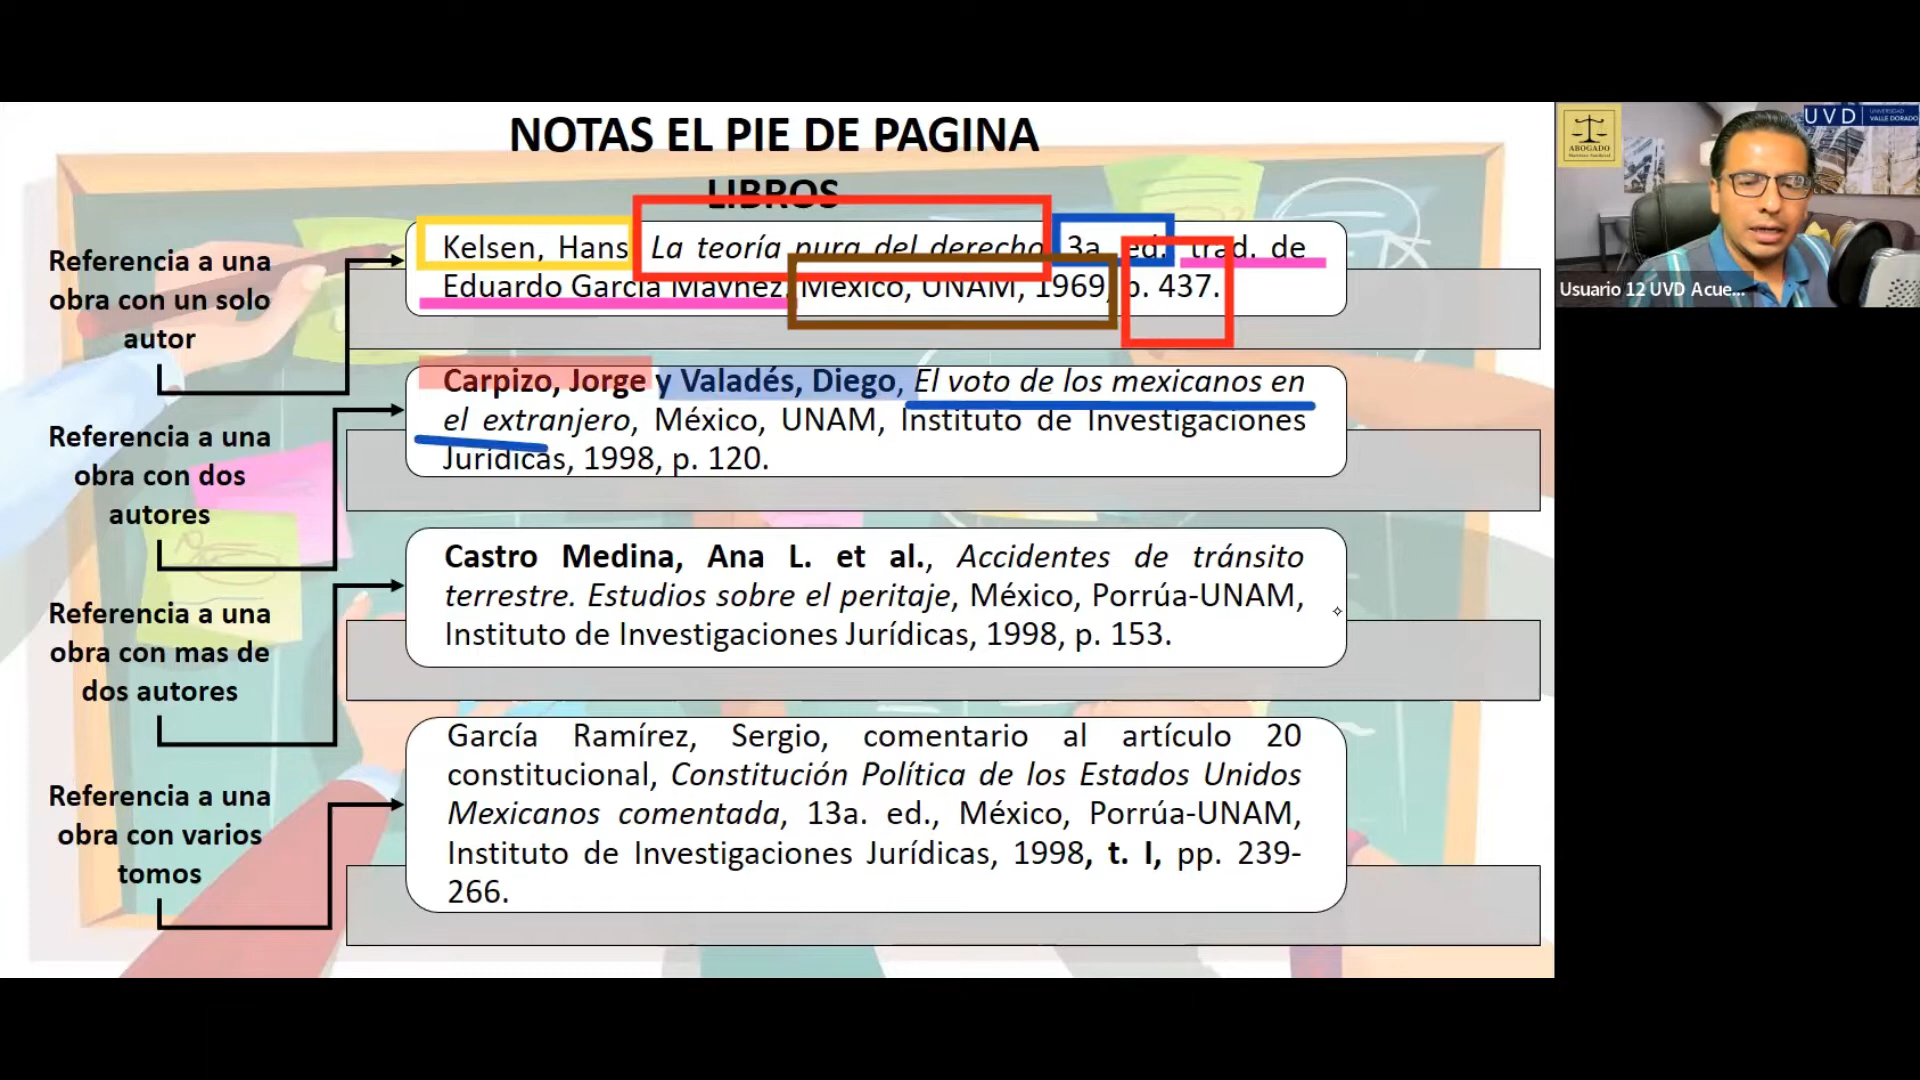 NOTAS EL PIE DE PAGINA
LIBROS
Referencia a una
obra con un solo
autor
Kelsen, Hans La teoría pura del derecho, 3a. ed., trad. de
Eduardo García Máynez, México, UNAM, 1969, p. 437.
Referencia a una
obra con dos
autores
Carpizo, Jorge y Valadés, Diego, El voto de los mexicanos en
el extranjero, México, UNAM, Instituto de Investigaciones
Jurídicas, 1998, p. 120.
Referencia a una
obra con mas de
dos autores
Castro Medina, Ana L. et al., Accidentes de tránsito
terrestre. Estudios sobre el peritaje, México, Porrúa-UNAM,
Instituto de Investigaciones Jurídicas, 1998, p. 153.
Referencia a una
obra con varios
tomos
García Ramírez, Sergio, comentario al artículo 20
constitucional, Constitución Política de los Estados Unidos
Mexicanos comentada, 13a. ed., México, Porrúa-UNAM,
Instituto de Investigaciones Jurídicas, 1998, t. I, pp. 239-
266.
ABOGADO
UVD
UNIVERSIDAD
VALLE DORADO
Usuario 12 UVD Acue...